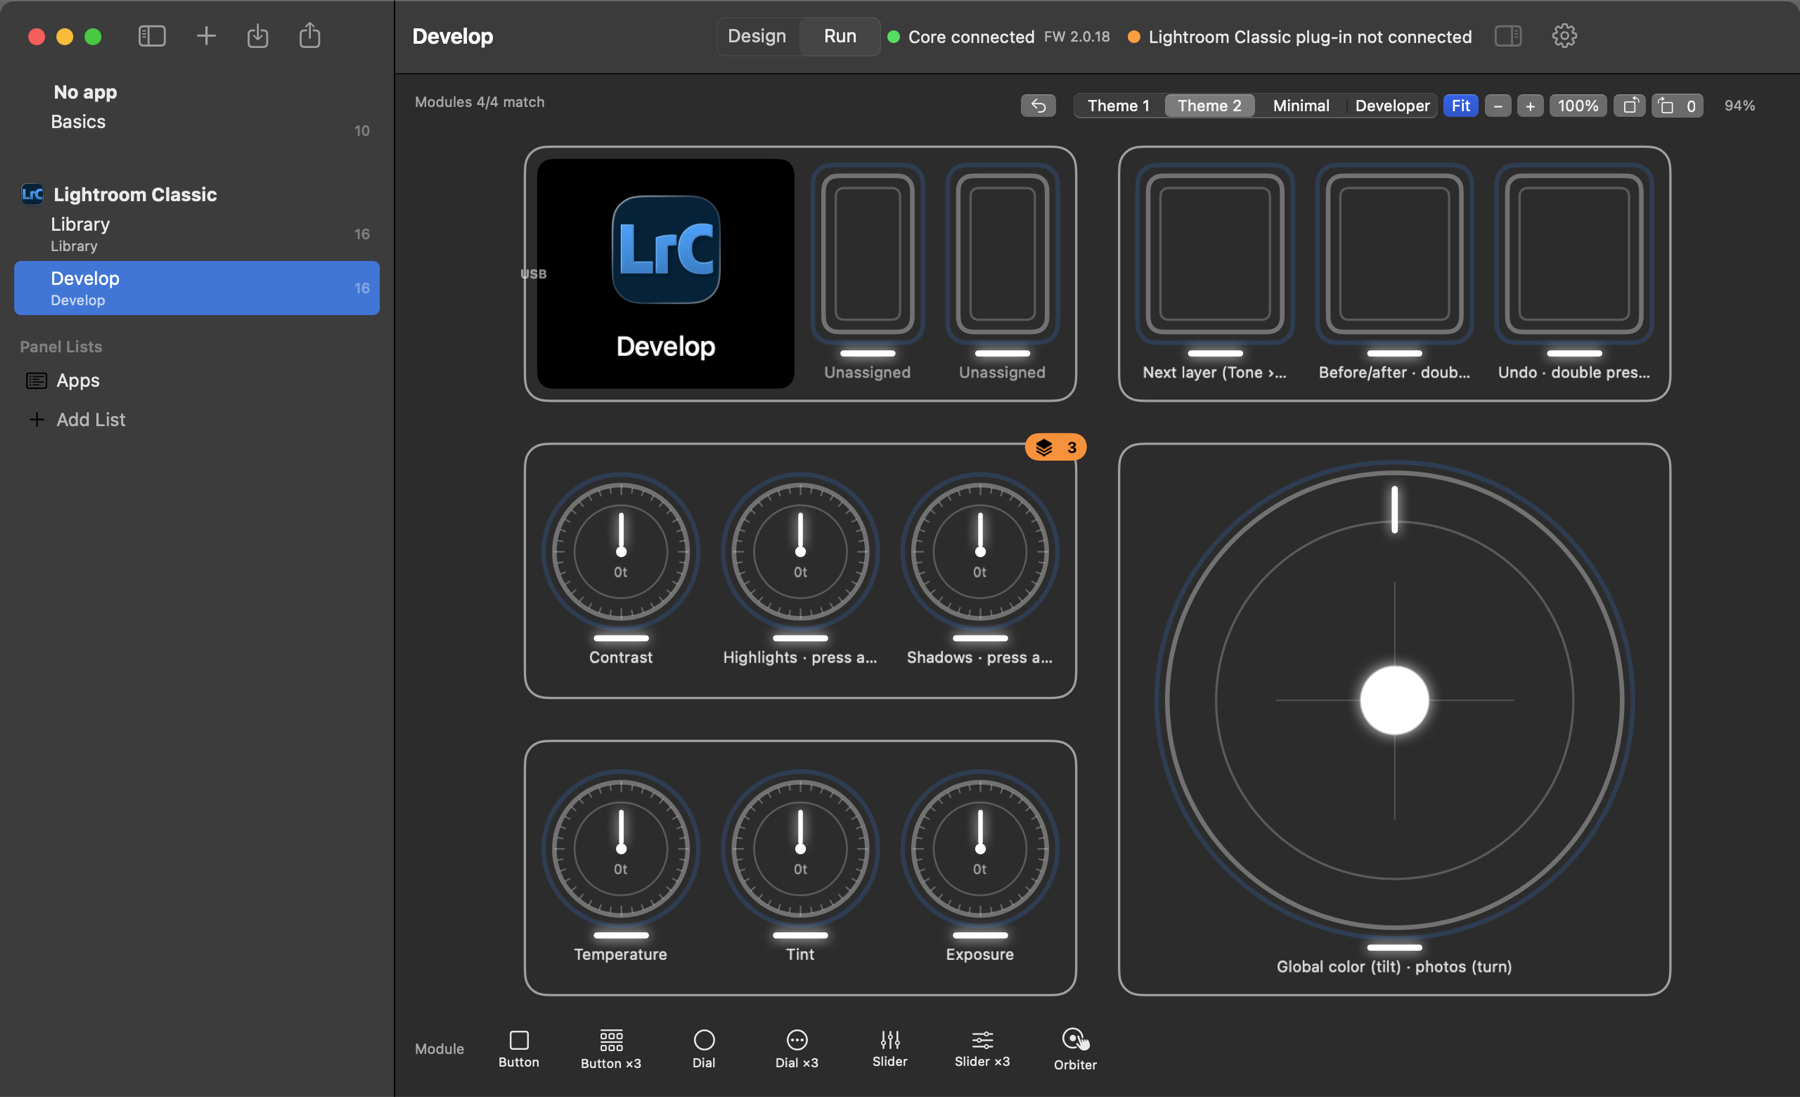 Develop
Design
Run
Core connected
FW 2.0.18
Lightroom Classic plug-in not connected
No app
Basics
10
LrC
Lightroom Classic
Library
Library
16
Develop
Develop
16
Panel Lists
Apps
Add List
Modules 4/4 match
Theme 1
Theme 2
Minimal
Developer
Fit
−
+
100%
0
94%
USB
LrC
Develop
Unassigned
Unassigned
Next layer (Tone ›...
Before/after · doub...
Undo · double pres...
3
0t
0t
0t
Contrast
Highlights · press a...
Shadows · press a...
0t
0t
0t
Temperature
Tint
Exposure
Global color (tilt) · photos (turn)
Module
Button
Button ×3
Dial
Dial ×3
Slider
Slider ×3
Orbiter